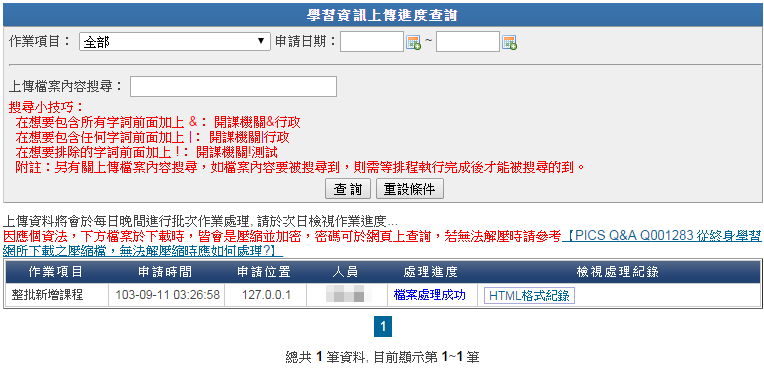 學習資訊上傳進度查詢
作業項目： 全部 申請日期： ~
上傳檔案內容搜尋：
搜尋小技巧：
在想要包含所有字詞前面加上 &： 開課機關&行政
在想要包含任何字詞前面加上 |： 開課機關|行政
在想要排除的字詞前面加上 !： 開課機關!測試
附註：另有關上傳檔案內容搜尋，如檔案內容要被搜尋到，則需等排程執行完成後才能被搜尋的到。
查 詢 重設條件
上傳資料將會於每日晚間進行批次作業處理, 請於次日檢視作業進度...
因應個資法，下方檔案於下載時，皆會是壓縮並加密，密碼可於網頁上查詢，若無法解壓時請參考【PICS Q&A Q001283 從終身學習
網所下載之壓縮檔，無法解壓縮時應如何處理?】
作業項目 申請時間 申請位置 人員 處理進度 檢視處理紀錄
整批新增課程 103-09-11 03:26:58 127.0.0.1 檔案處理成功 HTML格式紀錄
1
總共 1 筆資料, 目前顯示第 1~1 筆